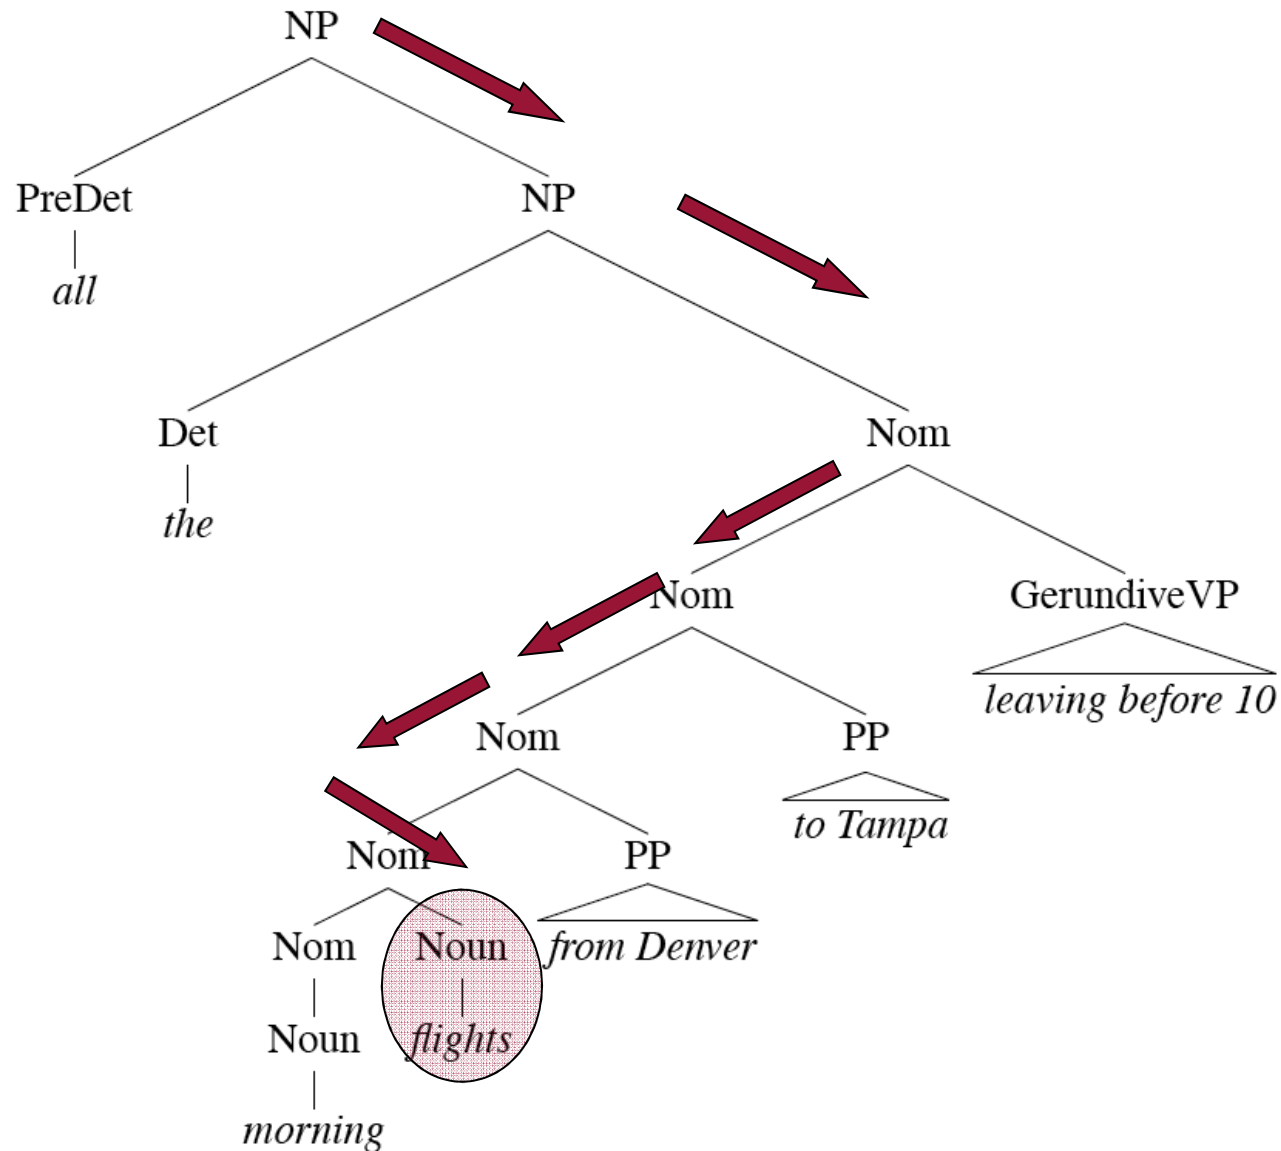 NP
PreDet NP
all
Det Nom
the
Nom GerundiveVP
leaving before 10
Nom PP
to Tampa
Nom PP
Nom Noun from Denver
Noun flights
morning